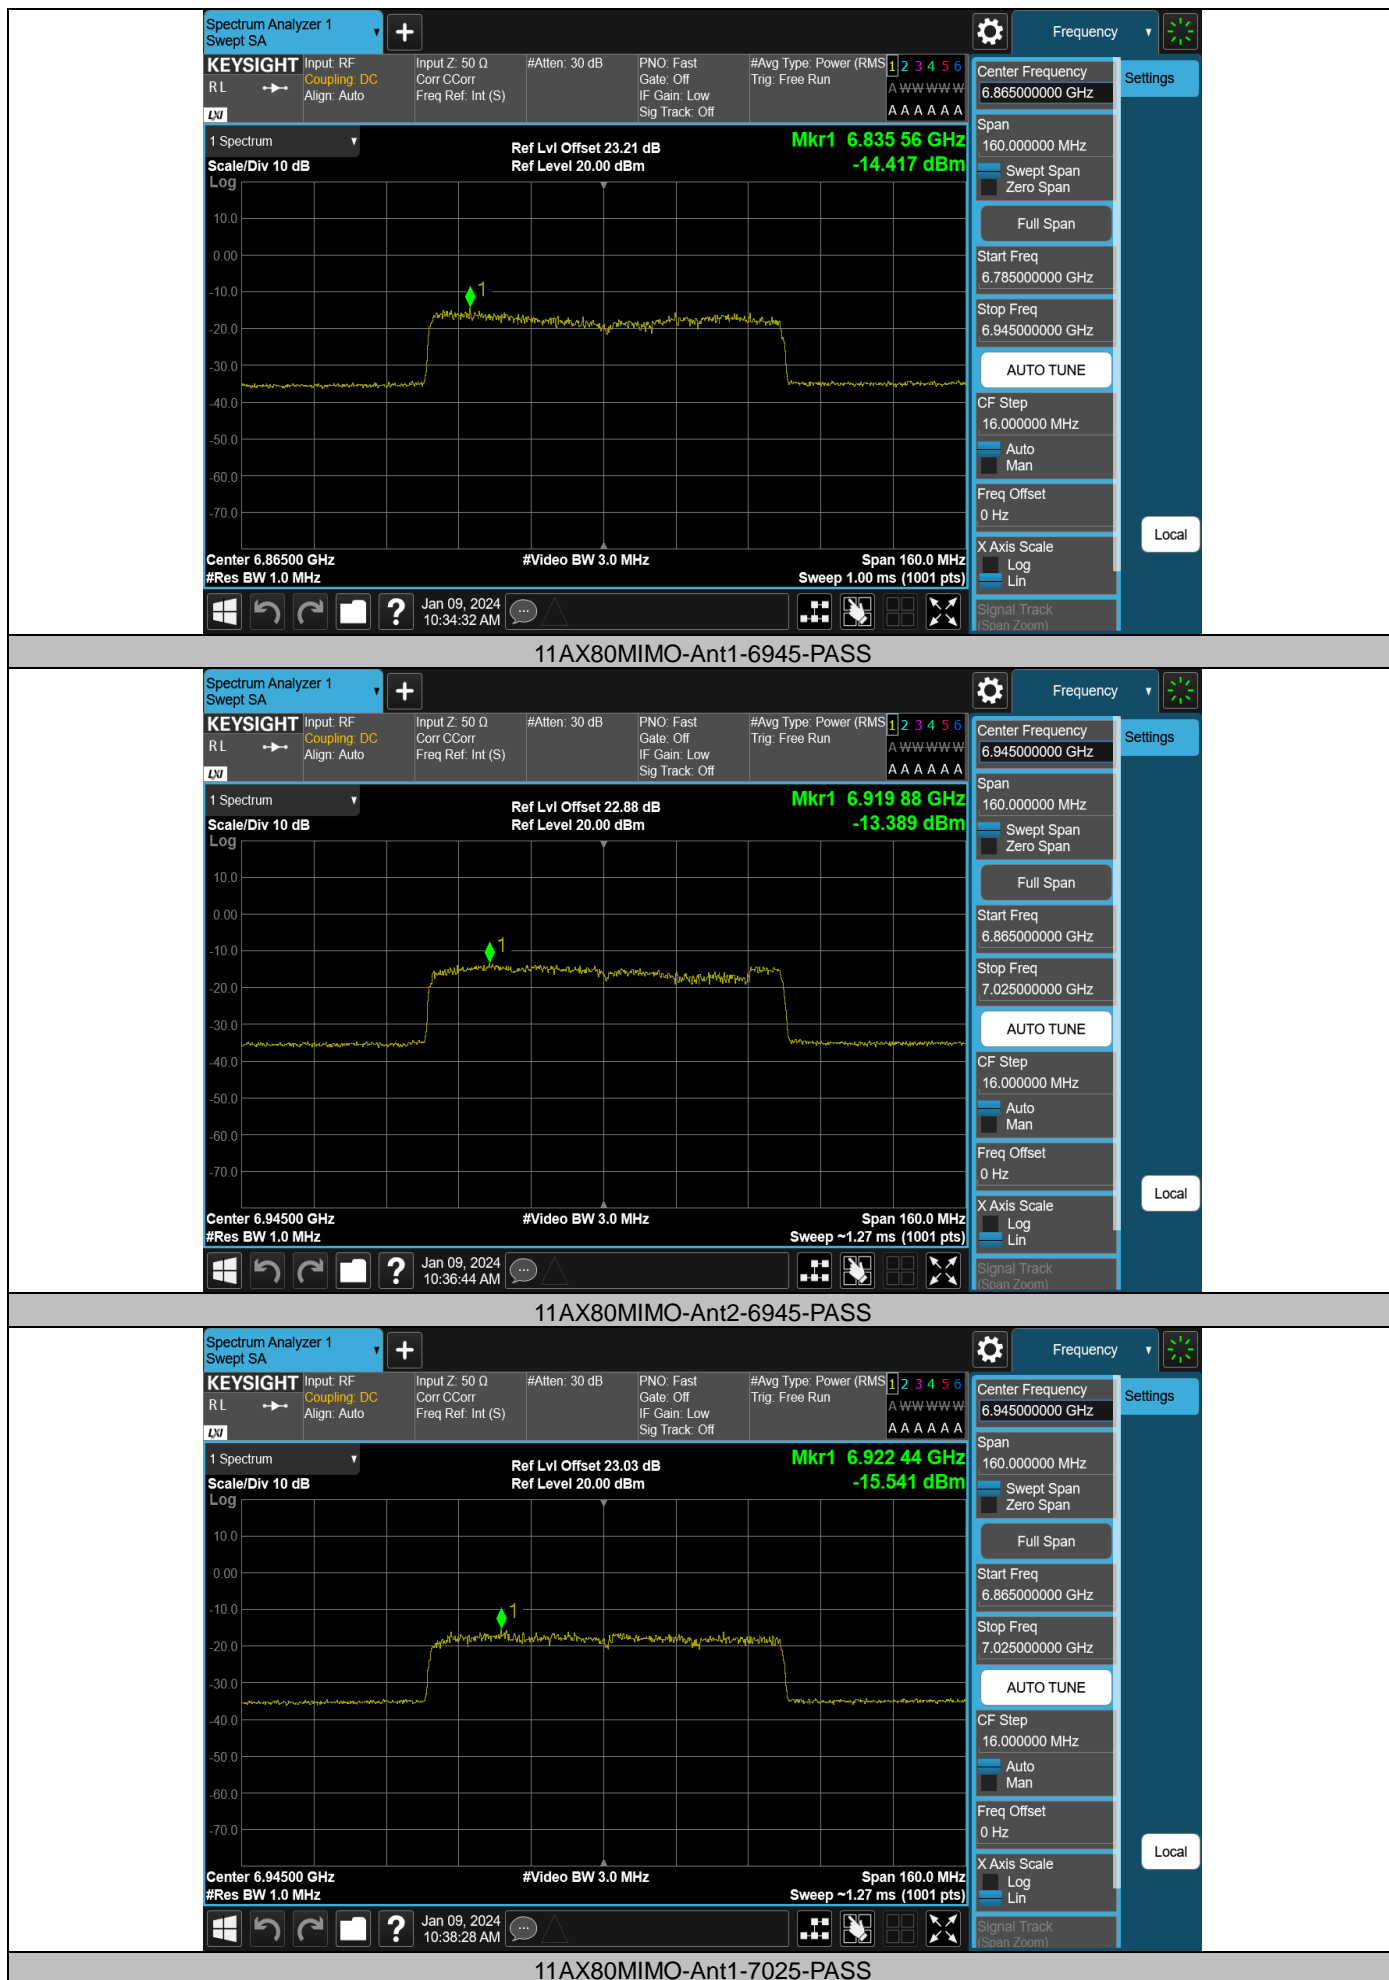 Spectrum Analyzer 1
Swept SA
Frequency
KEYSIGHT
RL
LXI
Input: RF
Coupling: DC
Align: Auto
Input Z: 50 Ω
Corr CCorr
Freq Ref: Int (S)
#Atten: 30 dB
PNO: Fast
Gate: Off
IF Gain: Low
Sig Track: Off
#Avg Type: Power (RMS
Trig: Free Run
1 2 3 4 5 6
A W W W W W
A A A A A A
1 Spectrum
Scale/Div 10 dB
Ref Lvl Offset 23.21 dB
Ref Level 20.00 dBm
Mkr1 6.835 56 GHz
-14.417 dBm
Log
10.0
0.00
-10.0
-20.0
-30.0
-40.0
-50.0
-60.0
-70.0
1
Center 6.86500 GHz
#Res BW 1.0 MHz
#Video BW 3.0 MHz
Span 160.0 MHz
Sweep 1.00 ms (1001 pts)
Jan 09, 2024
10:34:32 AM
Center Frequency
6.865000000 GHz
Span
160.000000 MHz
Swept Span
Zero Span
Full Span
Start Freq
6.785000000 GHz
Stop Freq
6.945000000 GHz
AUTO TUNE
CF Step
16.000000 MHz
Auto
Man
Freq Offset
0 Hz
X Axis Scale
Log
Lin
Signal Track
(Span Zoom)
Settings
Local
11AX80MIMO-Ant1-6945-PASS
Spectrum Analyzer 1
Swept SA
Frequency
KEYSIGHT
RL
LXI
Input: RF
Coupling: DC
Align: Auto
Input Z: 50 Ω
Corr CCorr
Freq Ref: Int (S)
#Atten: 30 dB
PNO: Fast
Gate: Off
IF Gain: Low
Sig Track: Off
#Avg Type: Power (RMS
Trig: Free Run
1 2 3 4 5 6
A W W W W W
A A A A A A
1 Spectrum
Scale/Div 10 dB
Ref Lvl Offset 22.88 dB
Ref Level 20.00 dBm
Mkr1 6.919 88 GHz
-13.389 dBm
Log
10.0
0.00
-10.0
-20.0
-30.0
-40.0
-50.0
-60.0
-70.0
1
Center 6.94500 GHz
#Res BW 1.0 MHz
#Video BW 3.0 MHz
Span 160.0 MHz
Sweep ~1.27 ms (1001 pts)
Jan 09, 2024
10:36:44 AM
Center Frequency
6.945000000 GHz
Span
160.000000 MHz
Swept Span
Zero Span
Full Span
Start Freq
6.865000000 GHz
Stop Freq
7.025000000 GHz
AUTO TUNE
CF Step
16.000000 MHz
Auto
Man
Freq Offset
0 Hz
X Axis Scale
Log
Lin
Signal Track
(Span Zoom)
Settings
Local
11AX80MIMO-Ant2-6945-PASS
Spectrum Analyzer 1
Swept SA
Frequency
KEYSIGHT
RL
LXI
Input: RF
Coupling: DC
Align: Auto
Input Z: 50 Ω
Corr CCorr
Freq Ref: Int (S)
#Atten: 30 dB
PNO: Fast
Gate: Off
IF Gain: Low
Sig Track: Off
#Avg Type: Power (RMS
Trig: Free Run
1 2 3 4 5 6
A W W W W W
A A A A A A
1 Spectrum
Scale/Div 10 dB
Ref Lvl Offset 23.03 dB
Ref Level 20.00 dBm
Mkr1 6.922 44 GHz
-15.541 dBm
Log
10.0
0.00
-10.0
-20.0
-30.0
-40.0
-50.0
-60.0
-70.0
1
Center 6.94500 GHz
#Res BW 1.0 MHz
#Video BW 3.0 MHz
Span 160.0 MHz
Sweep ~1.27 ms (1001 pts)
Jan 09, 2024
10:38:28 AM
Center Frequency
6.945000000 GHz
Span
160.000000 MHz
Swept Span
Zero Span
Full Span
Start Freq
6.865000000 GHz
Stop Freq
7.025000000 GHz
AUTO TUNE
CF Step
16.000000 MHz
Auto
Man
Freq Offset
0 Hz
X Axis Scale
Log
Lin
Signal Track
(Span Zoom)
Settings
Local
11AX80MIMO-Ant1-7025-PASS